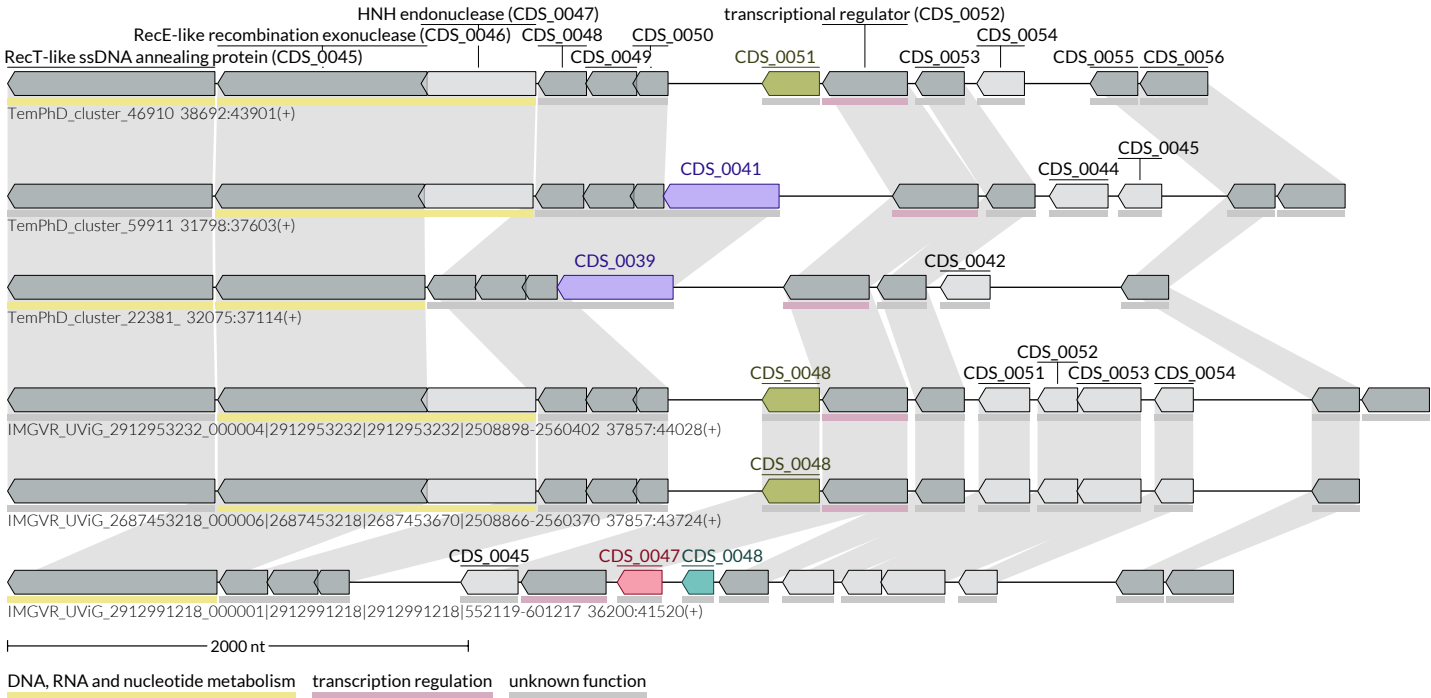 HNH endonuclease (CDS_0047)
transcriptional regulator (CDS_0052)
RecE-like recombination exonuclease (CDS_0046)
CDS_0048
CDS_0050
CDS_0054
RecT-like ssDNA annealing protein (CDS_0045)
CDS_0049
CDS_0051
CDS_0053
CDS_0055
CDS_0056
TemPhD_cluster_46910 38692:43901(+)
CDS_0045
CDS_0041
CDS_0044
TemPhD_cluster_59911 31798:37603(+)
CDS_0039
CDS_0042
TemPhD_cluster_22381_ 32075:37114(+)
CDS_0052
CDS_0048
CDS_0051
CDS_0053
CDS_0054
IMGVR_UViG_2912953232_000004|2912953232|2912953232|2508898-2560402 37857:44028(+)
CDS_0048
IMGVR_UViG_2687453218_000006|2687453218|2687453670|2508866-2560370 37857:43724(+)
CDS_0045
CDS_0047
CDS_0048
IMGVR_UViG_2912991218_000001|2912991218|2912991218|552119-601217 36200:41520(+)
2000 nt
DNA, RNA and nucleotide metabolism
transcription regulation
unknown function